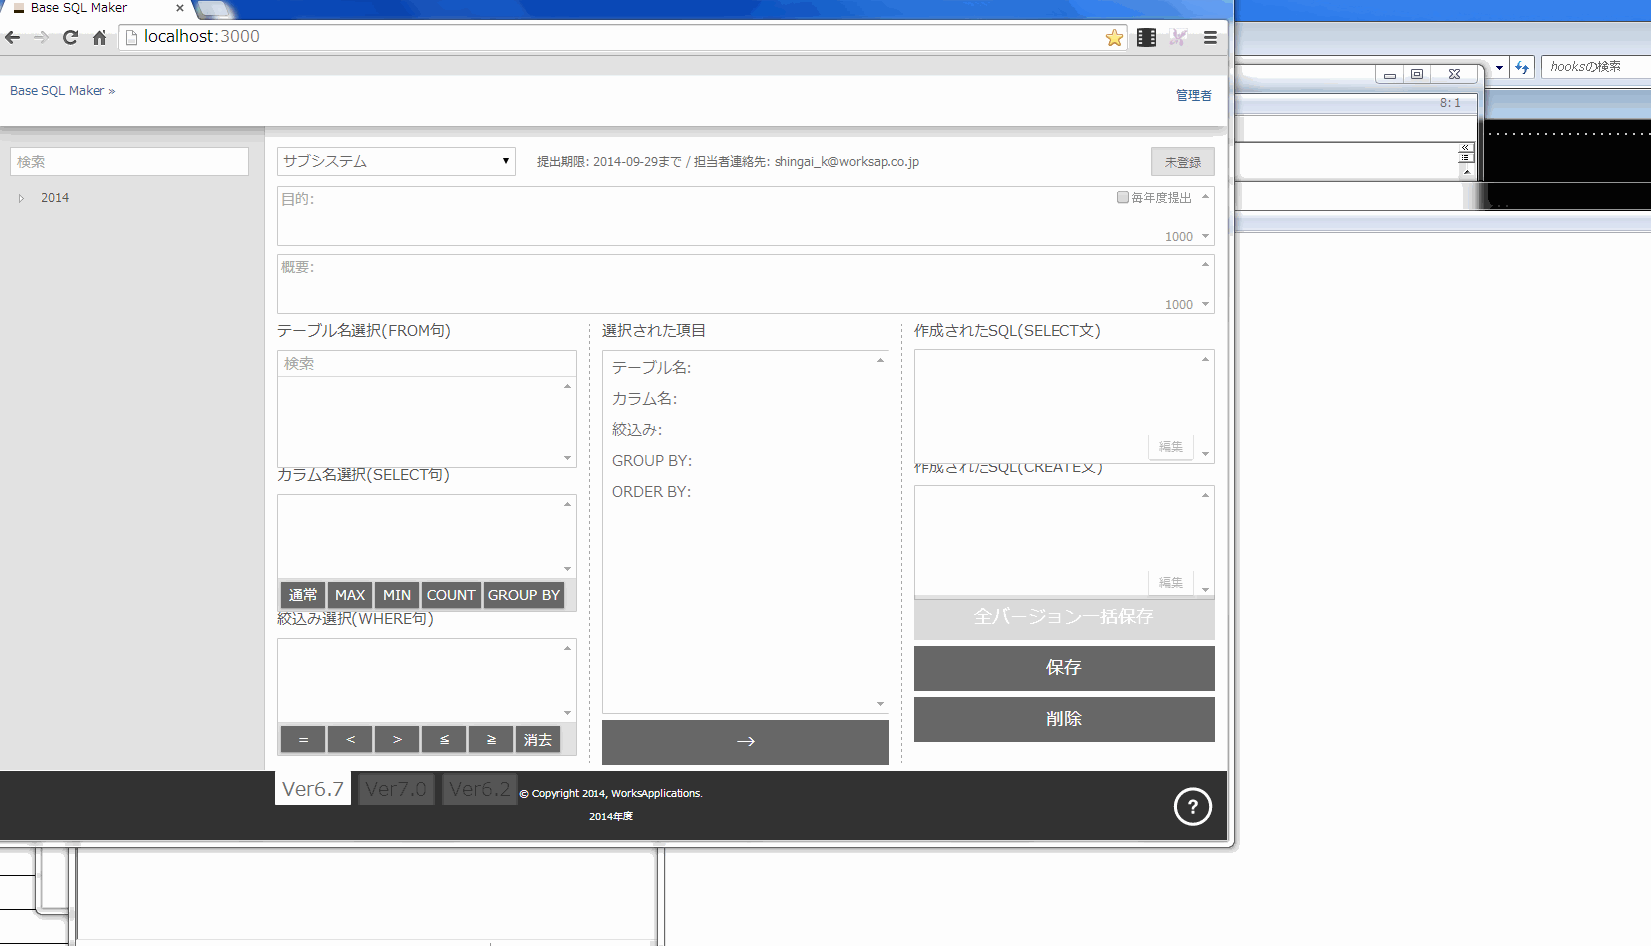 Base SQL Maker
localhost:3000
hooksの検索
Base SQL Maker »
管理者
8: 1
検索
サブシステム
提出期限: 2014-09-29まで / 担当者連絡先: shingai_k@worksap.co.jp
未登録
2014
目的:
毎年度提出
1000
概要:
1000
テーブル名選択(FROM句)
選択された項目
作成されたSQL(SELECT文)
検索
テーブル名:
カラム名:
絞込み:
GROUP BY:
ORDER BY:
編集
カラム名選択(SELECT句)
作成されたSQL(CREATE文)
編集
通常
MAX
MIN
COUNT
GROUP BY
絞込み選択(WHERE句)
全バージョン一括保存
保存
削除
=
<
>
≦
≧
消去
→
Ver6.7
Ver7.0
Ver6.2
© Copyright 2014, WorksApplications.
2014年度
?